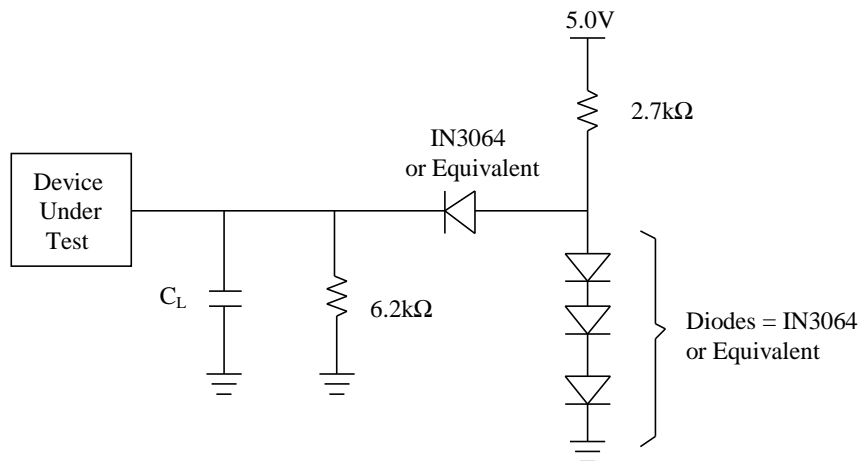 5.0V
2.7kΩ
IN3064
or Equivalent
Device
Under
Test
C_L
6.2kΩ
Diodes = IN3064
or Equivalent